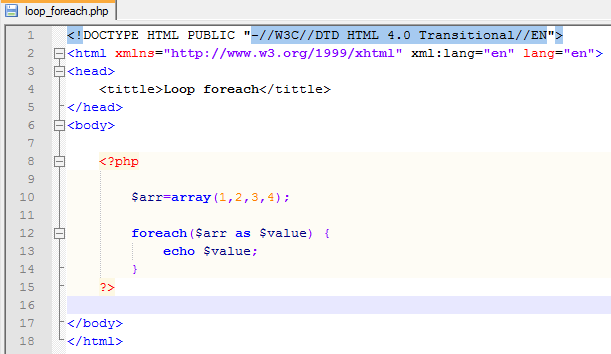 loop_foreach.php
1 <!DOCTYPE HTML PUBLIC "-//W3C//DTD HTML 4.0 Transitional//EN">
2 <html xmlns="http://www.w3.org/1999/xhtml" xml:lang="en" lang="en">
3 <head>
4 <tittle>Loop foreach</tittle>
5 </head>
6 <body>
7
8 <?php
9
10 $arr=array(1,2,3,4);
11
12 foreach($arr as $value) {
13 echo $value;
14 }
15 ?>
16
17 </body>
18 </html>